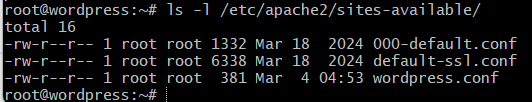 root@wordpress:~# ls -l /etc/apache2/sites-available/
total 16
-rw-r--r-- 1 root root 1332 Mar 18  2024 000-default.conf
-rw-r--r-- 1 root root 6338 Mar 18  2024 default-ssl.conf
-rw-r--r-- 1 root root  381 Mar  4 04:53 wordpress.conf
root@wordpress:~#